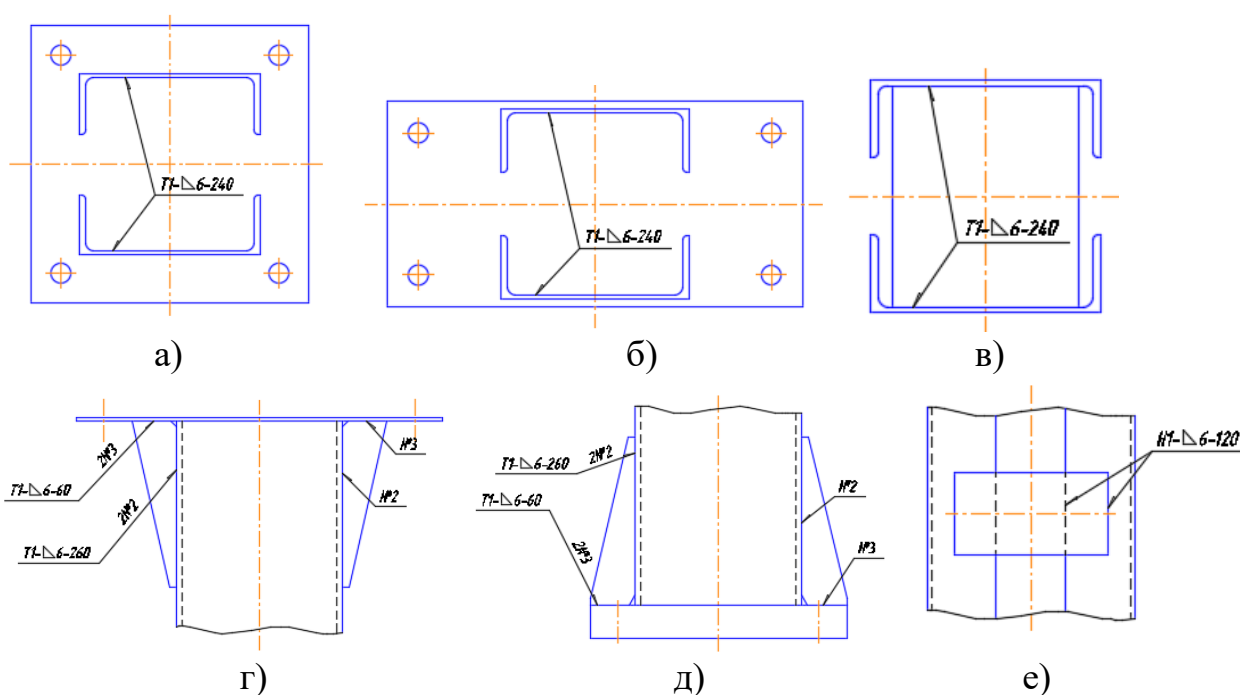 Т1-◺6-240
Т1-◺6-240
Т1-◺6-240
а)
б)
в)
2№3
№3
Т1-◺6-60
2№2
№2
Т1-◺6-260
2№2
Т1-◺6-260
№2
Т1-◺6-60
2№3
№3
Н1-◺6-120
г)
д)
е)